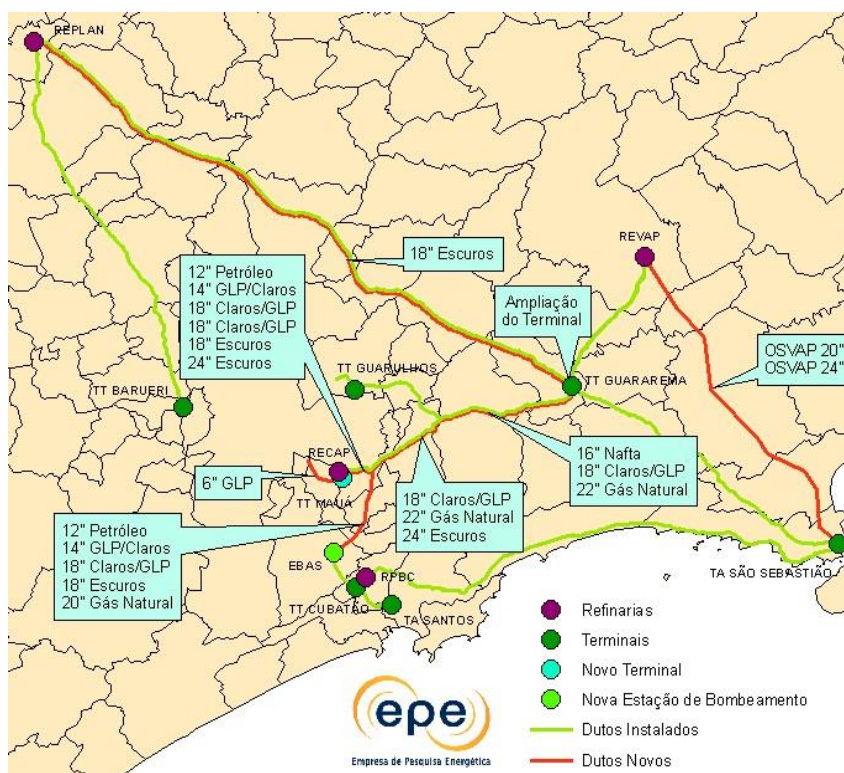 REPLAN
18" Escuros
REVAP
12" Petróleo
14" GLP/Claros
18" Claros/GLP
18" Claros/GLP
18" Escuros
24" Escuros
Ampliação
do Terminal
OSVAP 20"
OSVAP 24"
TT GUARULHOS
TT GUARAREMA
TT BARUERI
RECAP
6" GLP
TT MAUÁ
16" Nafta
18" Claros/GLP
22" Gás Natural
18" Claros/GLP
22" Gás Natural
24" Escuros
12" Petróleo
14" GLP/Claros
18" Claros/GLP
18" Escuros
20" Gás Natural
EBAS
RPBC
TT CUBATÃO
TA SANTOS
TA SÃO SEBASTIÃO
Refinarias
Terminais
Novo Terminal
Nova Estação de Bombeamento
Dutos Instalados
Dutos Novos
epe
Empresa de Pesquisa Energética